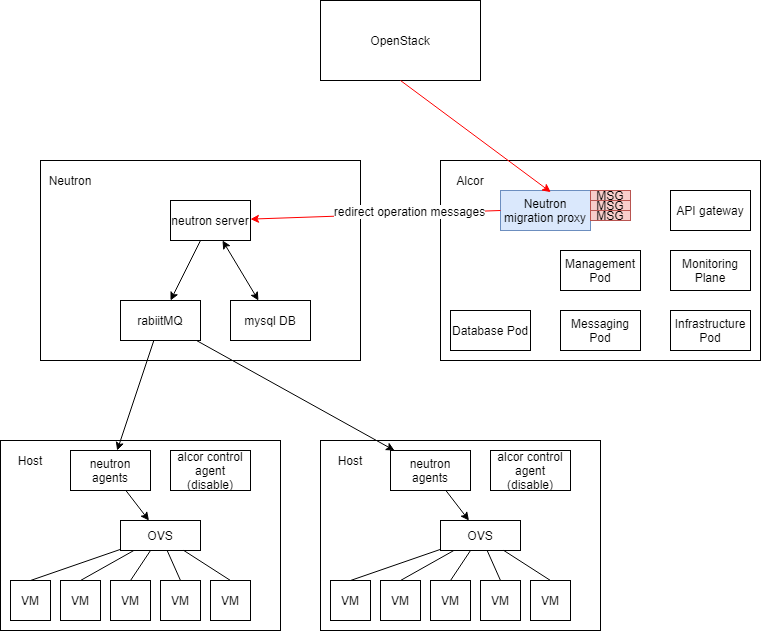 OpenStack
Neutron
Alcor
neutron server
redirect operation messages
Neutron
migration proxy
MSG
MSG
MSG
API gateway
Management
Pod
Monitoring
Plane
rabiitMQ
mysql DB
Database Pod
Messaging
Pod
Infrastructure
Pod
Host
neutron
agents
alcor control
agent
(disable)
OVS
VM
VM
VM
VM
VM
Host
neutron
agents
alcor control
agent
(disable)
OVS
VM
VM
VM
VM
VM